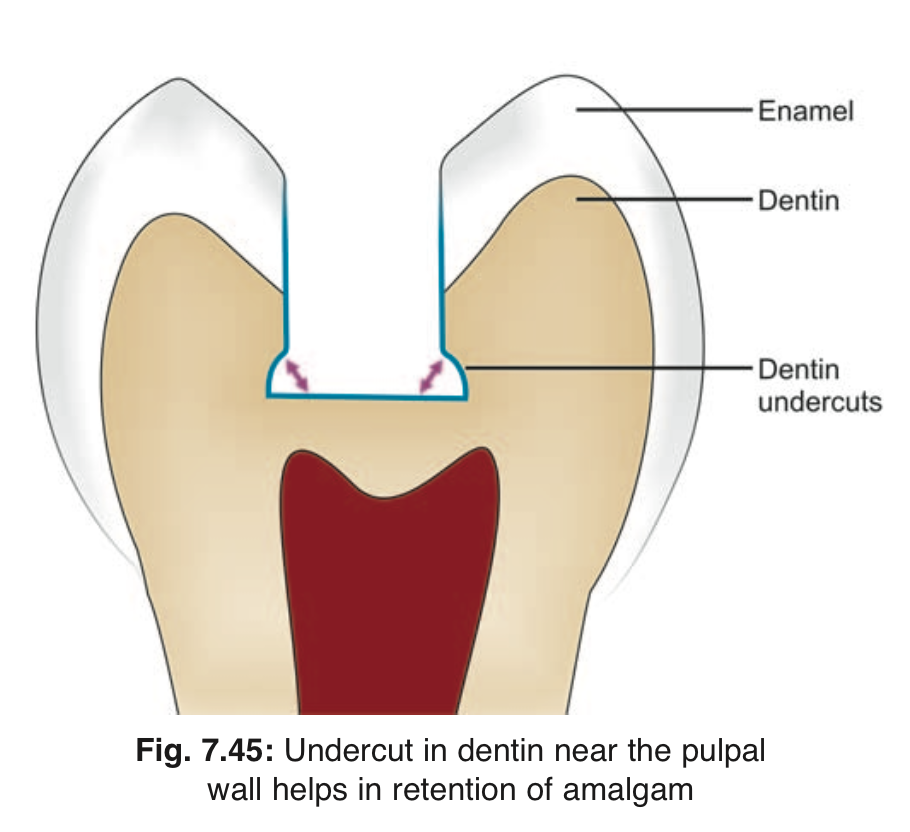 Enamel
Dentin
Dentin
undercuts
Fig. 7.45: Undercut in dentin near the pulpal
wall helps in retention of amalgam